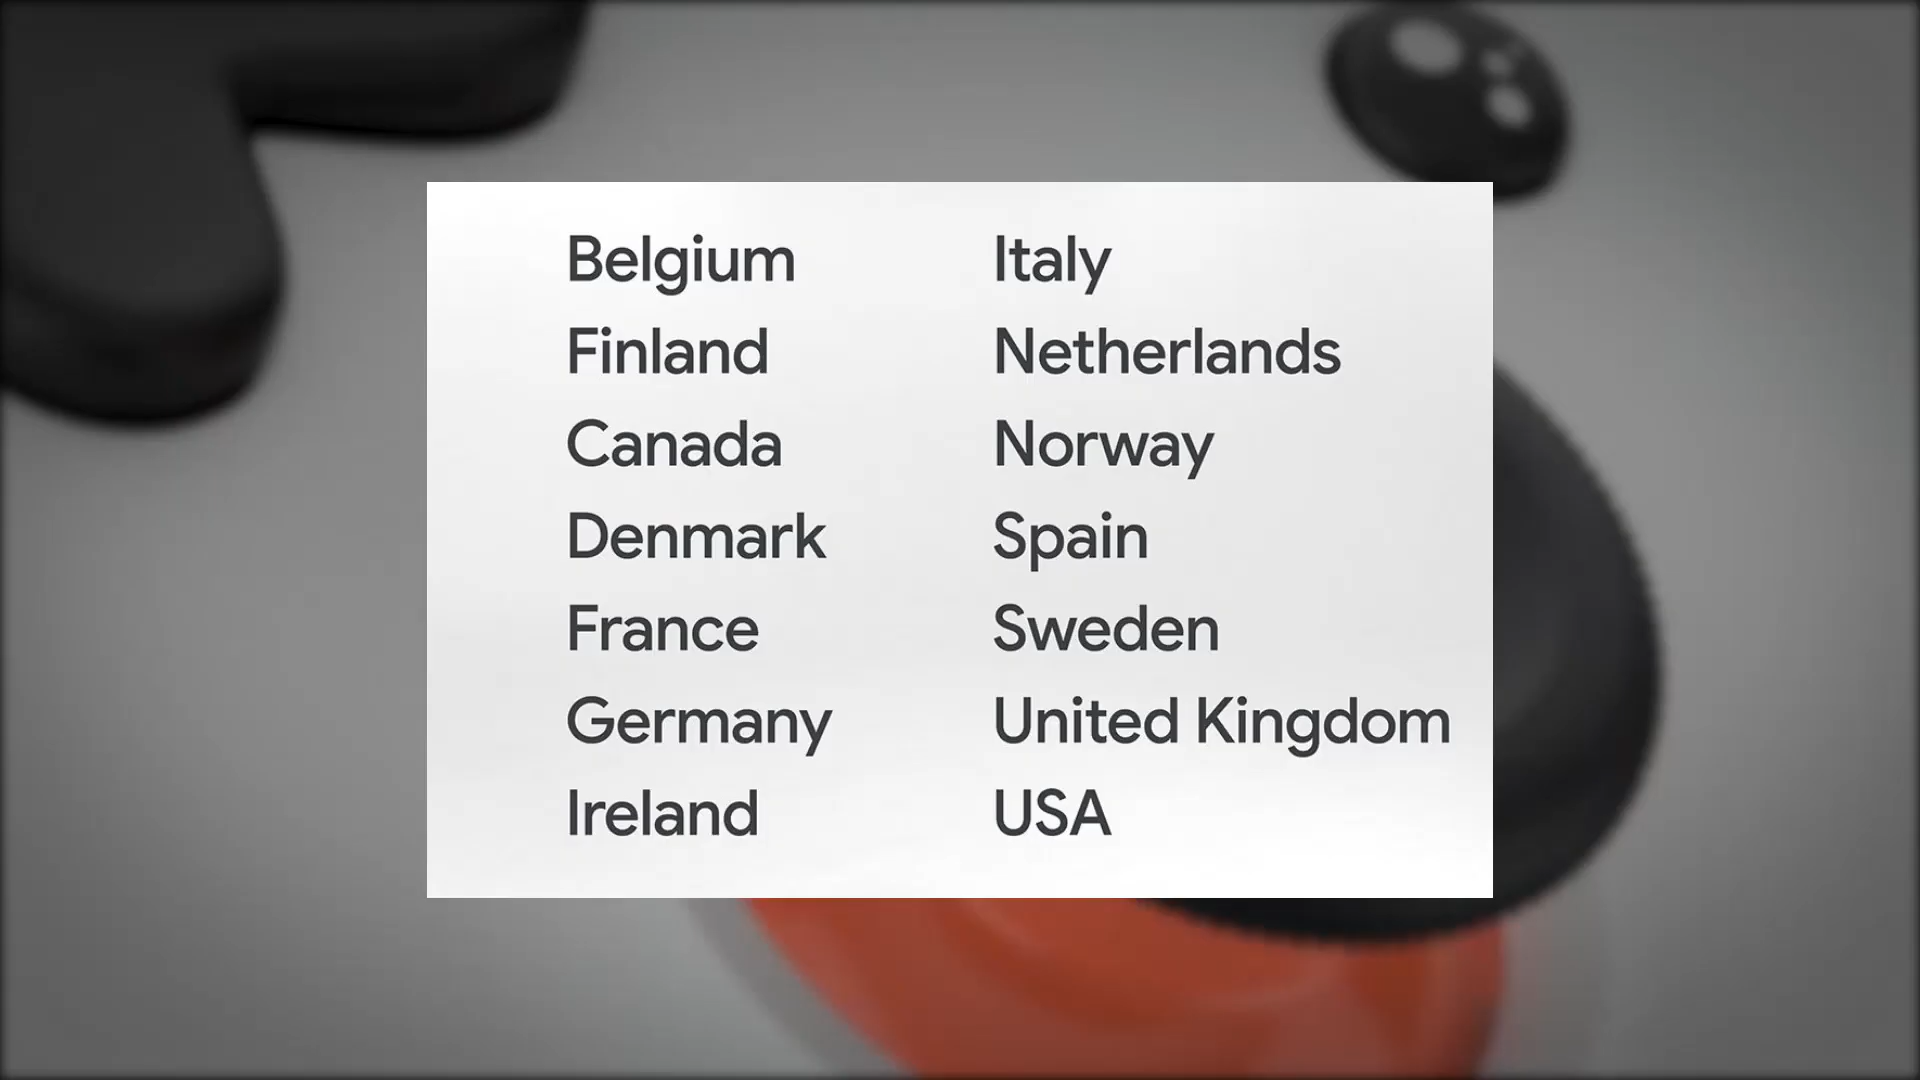 Belgium
Finland
Canada
Denmark
France
Germany
Ireland
Italy
Netherlands
Norway
Spain
Sweden
United Kingdom
USA